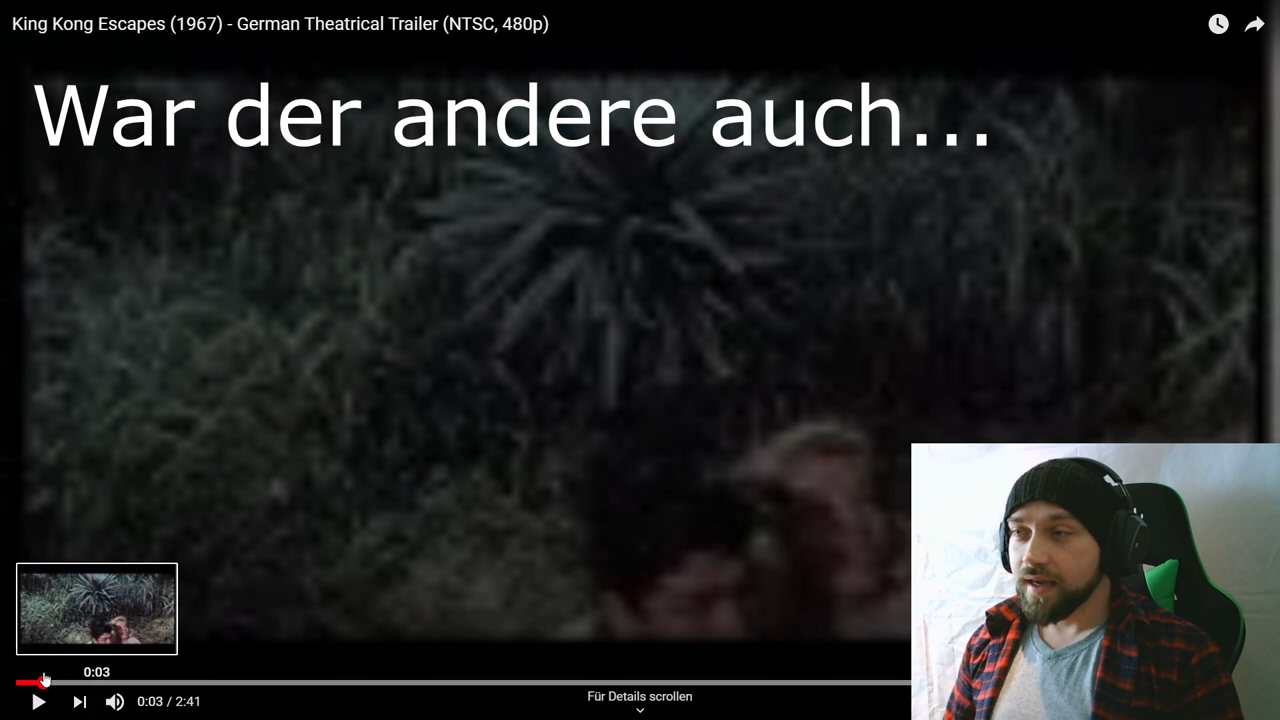 King Kong Escapes (1967) - German Theatrical Trailer (NTSC, 480p)
War der andere auch...
0:03
0:03 / 2:41
Für Details scrollen